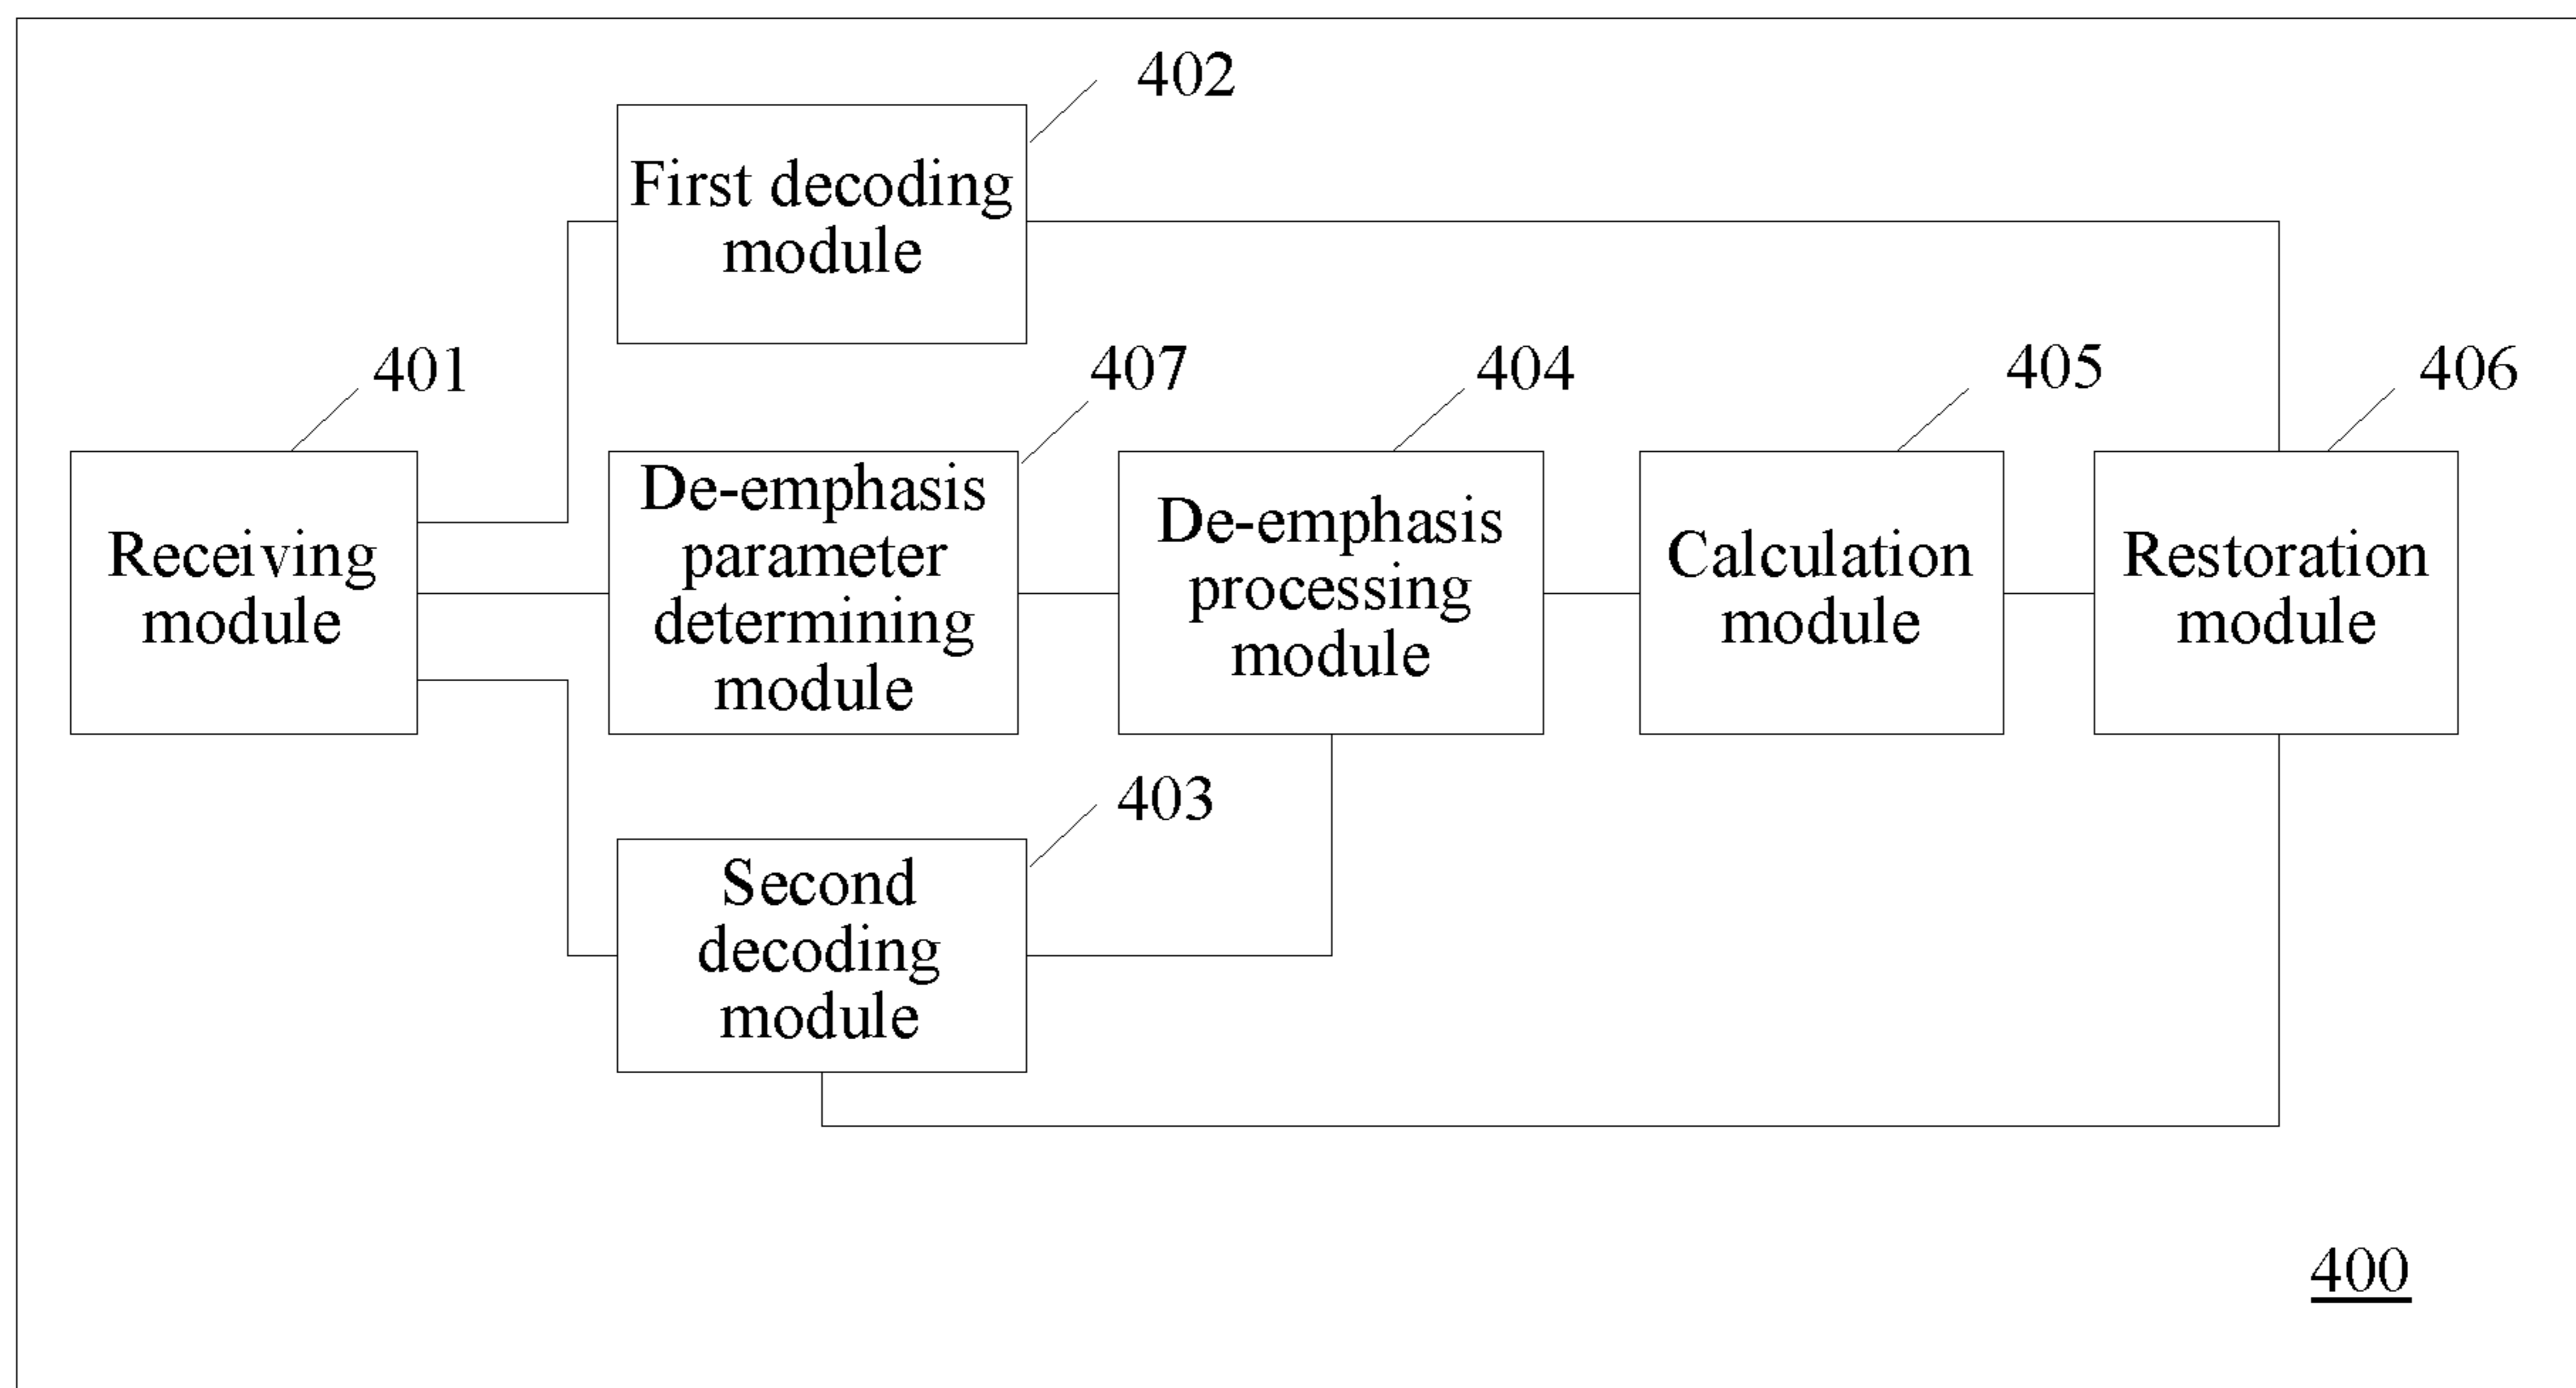 402
First decoding
module
401
407
404
405
406
Receiving
module
De-emphasis
parameter
determining
module
De-emphasis
processing
module
Calculation
module
Restoration
module
403
Second
decoding
module
400